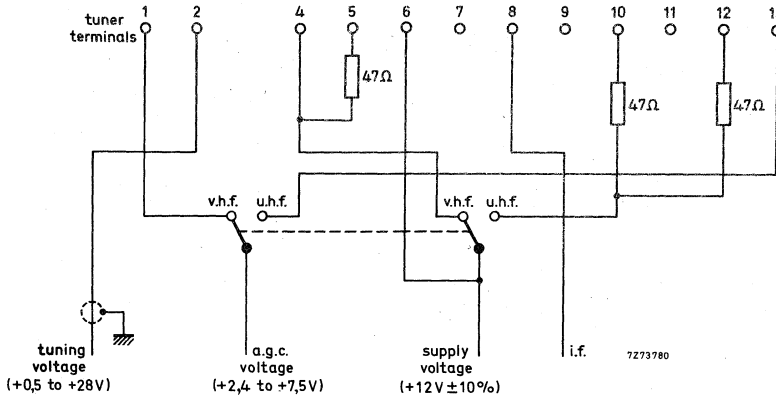 tuner terminals 1 2 4 5 6 7 8 9 10 11 12 1
47Ω
47Ω 47Ω
v.h.f. u.h.f. v.h.f. u.h.f.
tuning a.g.c. supply i.f. 7Z73780
voltage voltage voltage
(+0,5 to +28V) (+2,4 to +7,5V) (+12V±10%)